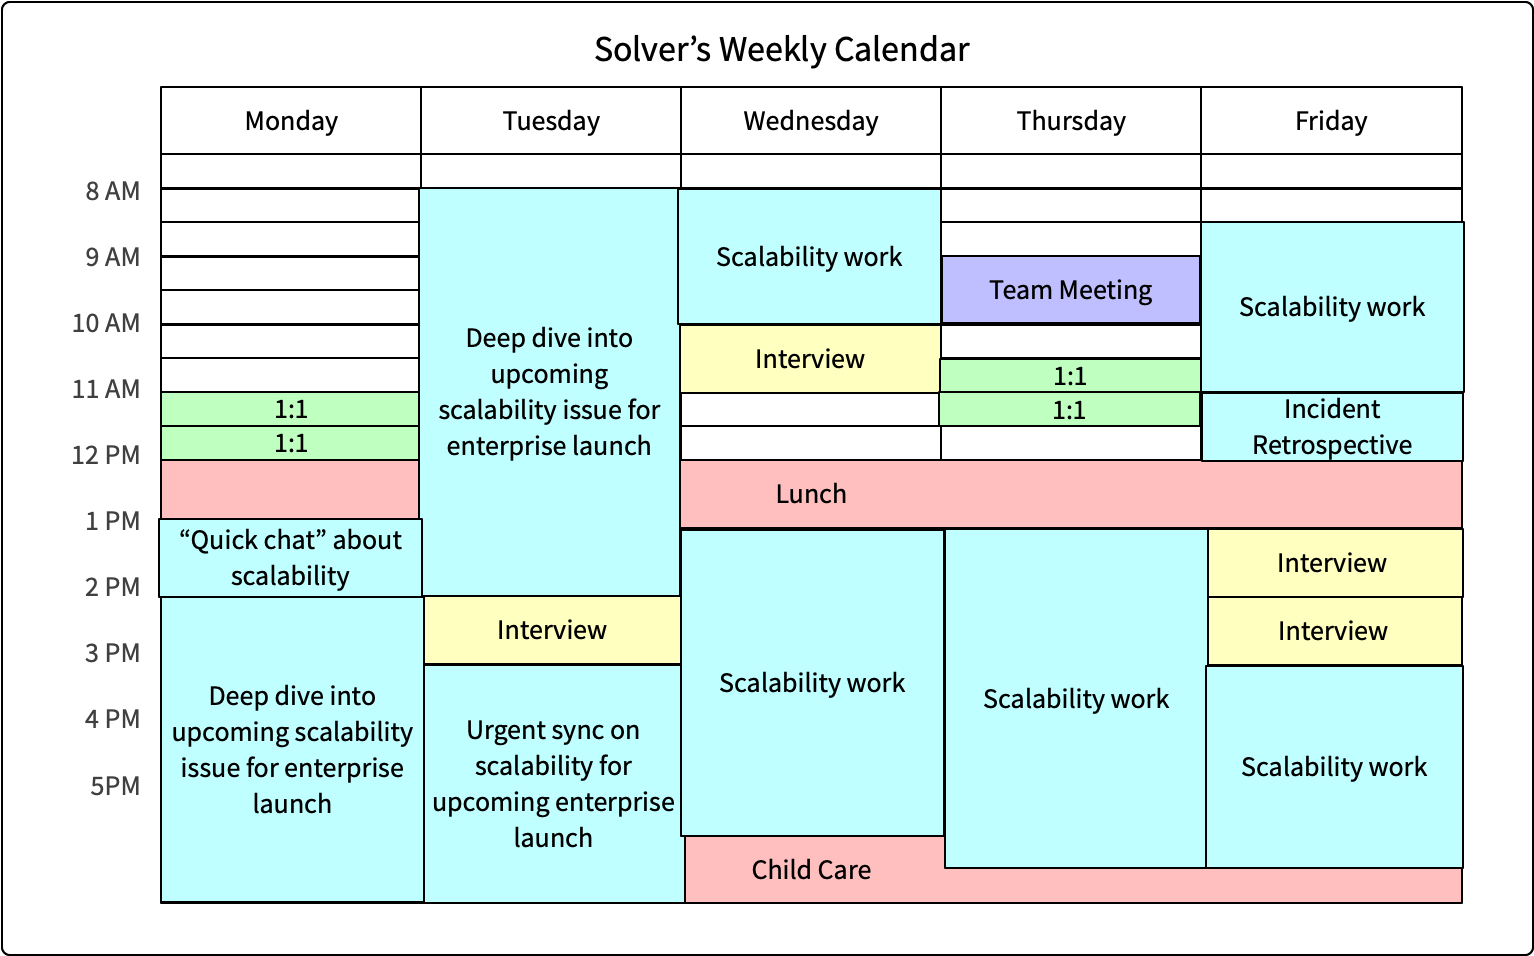 Solver’s Weekly Calendar
Monday
Tuesday
Wednesday
Thursday
Friday
8 AM
9 AM
10 AM
11 AM
12 PM
1 PM
2 PM
3 PM
4 PM
5PM
1:1
1:1
“Quick chat” about
scalability
Deep dive into
upcoming scalability
issue for enterprise
launch
Deep dive into
upcoming
scalability issue for
enterprise launch
Interview
Urgent sync on
scalability for
upcoming enterprise
launch
Scalability work
Interview
Lunch
Scalability work
Child Care
Team Meeting
1:1
1:1
Scalability work
Scalability work
Incident
Retrospective
Interview
Interview
Scalability work